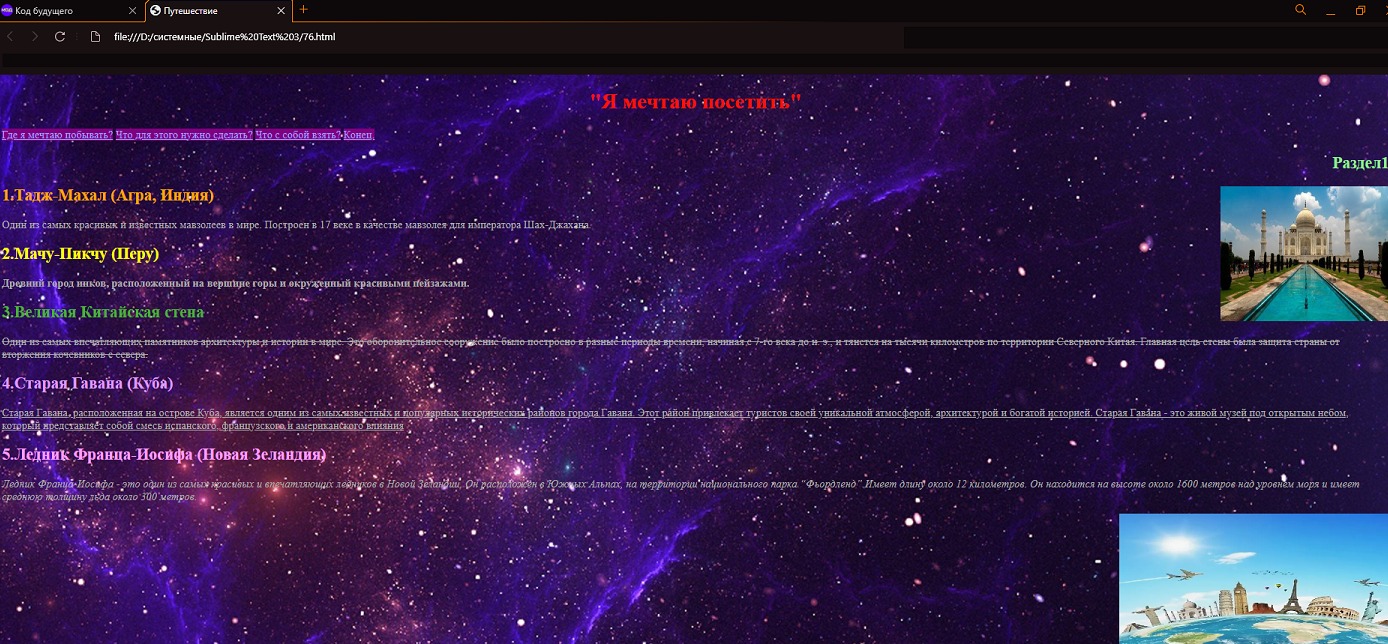 Код будущего
Путешествие
file:///D:/системные/Sublime%20Text%203/76.html
"Я мечтаю посетить"
Где я мечтаю побывать? Что для этого нужно сделать? Что с собой взять? Конец.
Раздел1
1.Тадж-Махал (Агра, Индия)
Один из самых красивых и известных мавзолеев в мире. Построен в 17 веке в качестве мавзолея для императора Шах-Джахана.
2.Мачу-Пикчу (Перу)
Древний город инков, расположенный на вершине горы и окруженный красивыми пейзажами.
3.Великая Китайская стена
Один из самых впечатляющих памятников архитектуры и истории в мире. Это оборонительное сооружение было построено в разные периоды времени, начиная с 7-го века до н. э., и тянется на тысячи километров по территории Северного Китая. Главная цель стены была защита страны от
вторжения кочевников с севера.
4.Старая Гавана (Куба)
Старая Гавана, расположенная на острове Куба, является одним из самых известных и популярных исторических районов города Гавана. Этот район привлекает туристов своей уникальной атмосферой, архитектурой и богатой историей. Старая Гавана - это живой музей под открытым небом,
который представляет собой смесь испанского, французского и американского влияния
5.Ледник Франца-Иосифа (Новая Зеландия)
Ледник Франца-Иосифа - это один из самых красивых и впечатляющих ледников в Новой Зеландии. Он расположен в Южных Альпах, на территории национального парка "Фьордленд".Имеет длину около 12 километров. Он находится на высоте около 1600 метров над уровнем моря и имеет
среднюю толщину льда около 300 метров.